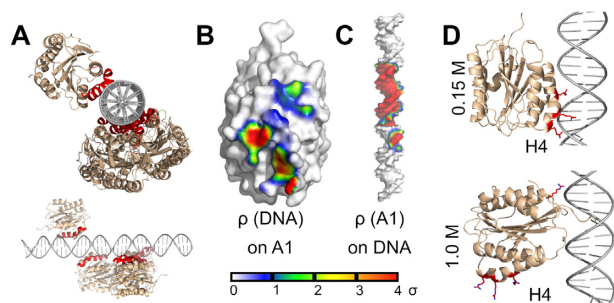 A
B
C
D
0.15 M
H4
1.0 M
H4
ρ (DNA)
on A1
ρ (A1)
on DNA
0 1 2 3 4 σ